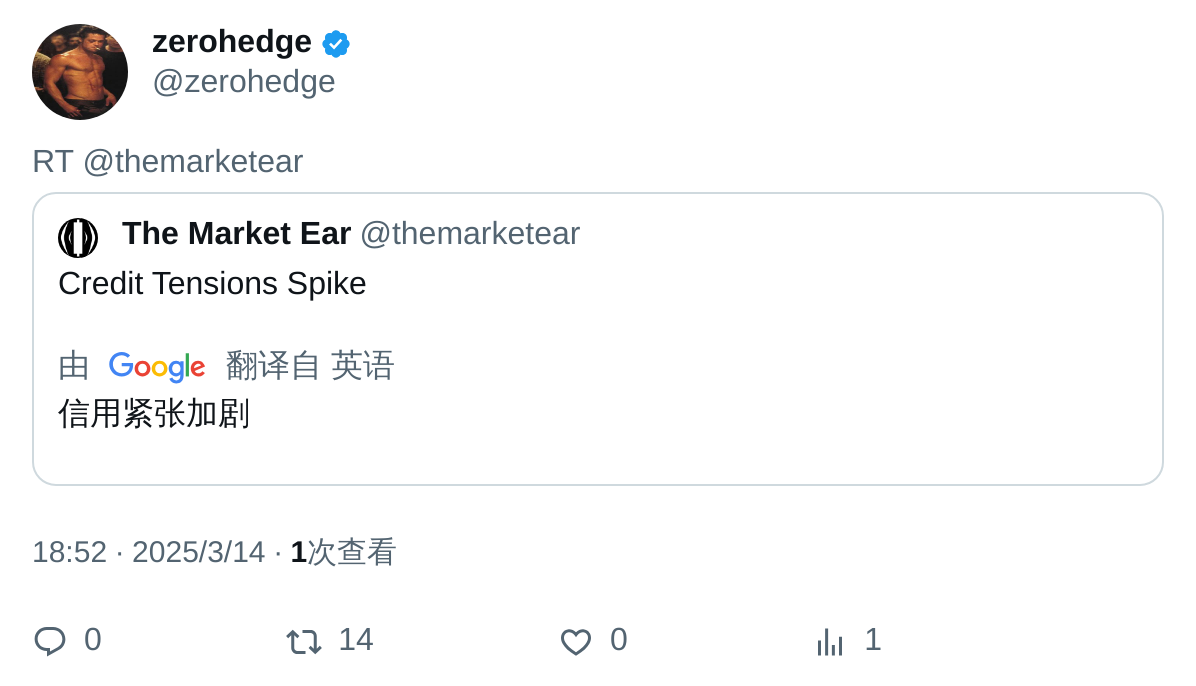 zerohedge
@zerohedge
RT @themarketear
The Market Ear @themarketear
Credit Tensions Spike
由 Google 翻译自 英语
信用紧张加剧
18:52 · 2025/3/14 · 1次查看
0 14 0 1